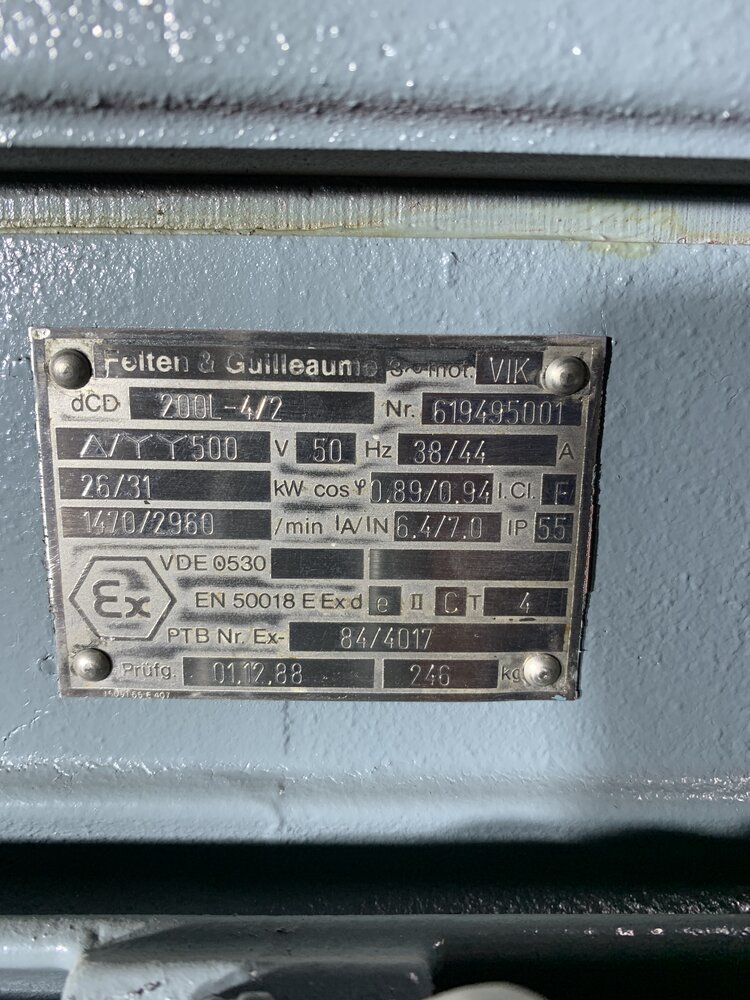 Felten & Guilleaume 3~mot. VIK
dCD 200L-4/2 Nr. 619495001
△/YY 500 V 50 Hz 38/44 A
26/31 kW cos φ 0.89/0.94 I.Cl. F
1470/2960 /min IA/IN 6.4/7.0 IP 55
VDE 0530
Ex EN 50018 E Ex d e II C T 4
PTB Nr. Ex- 84/4017
Prüfg. 01.12.88 246 kg